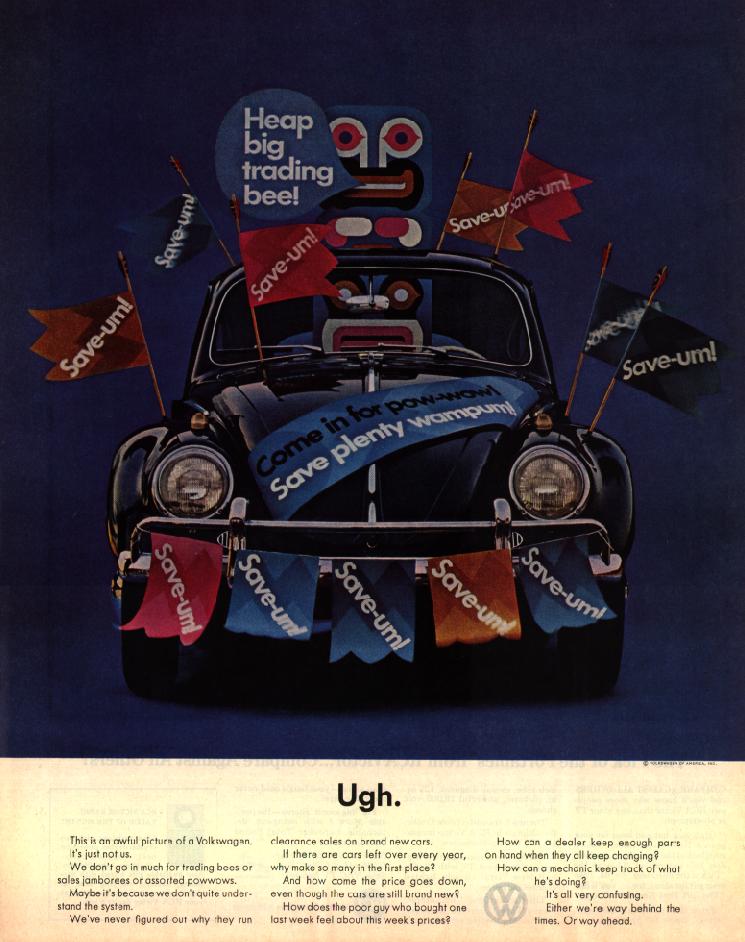 Heap
big
trading
bee!
Save-um!
Save-um!
Save-um!
Save-um!
Save-um!
Save-um!
Save-um!
Come in for pow-wow!
Save plenty wampum!
Save-um!
Save-um!
Save-um!
Save-um!
Save-um!
© VOLKSWAGEN OF AMERICA, INC.
Ugh.
This is an awful picture of a Volkswagen.
It's just not us.
We don't go in much for trading bees or
sales jamborees or assorted powwows.
Maybe it's because we don't quite under-
stand the system.
We've never figured out why they run
clearance sales on brand new cars.
If there are cars left over every year,
why make so many in the first place?
And how come the price goes down,
even though the cars are still brand new?
How does the poor guy who bought one
last week feel about this week's prices?
How can a dealer keep enough parts
on hand when they all keep changing?
How can a mechanic keep track of what
he's doing?
It's all very confusing.
Either we're way behind the
times. Or way ahead.